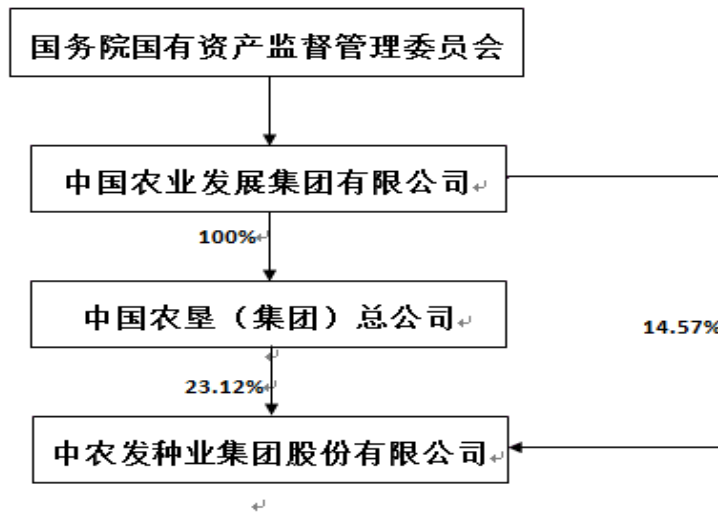 国务院国有资产监督管理委员会
中国农业发展集团有限公司
100%
中国农垦（集团）总公司
14.57%
23.12%
中农发种业集团股份有限公司